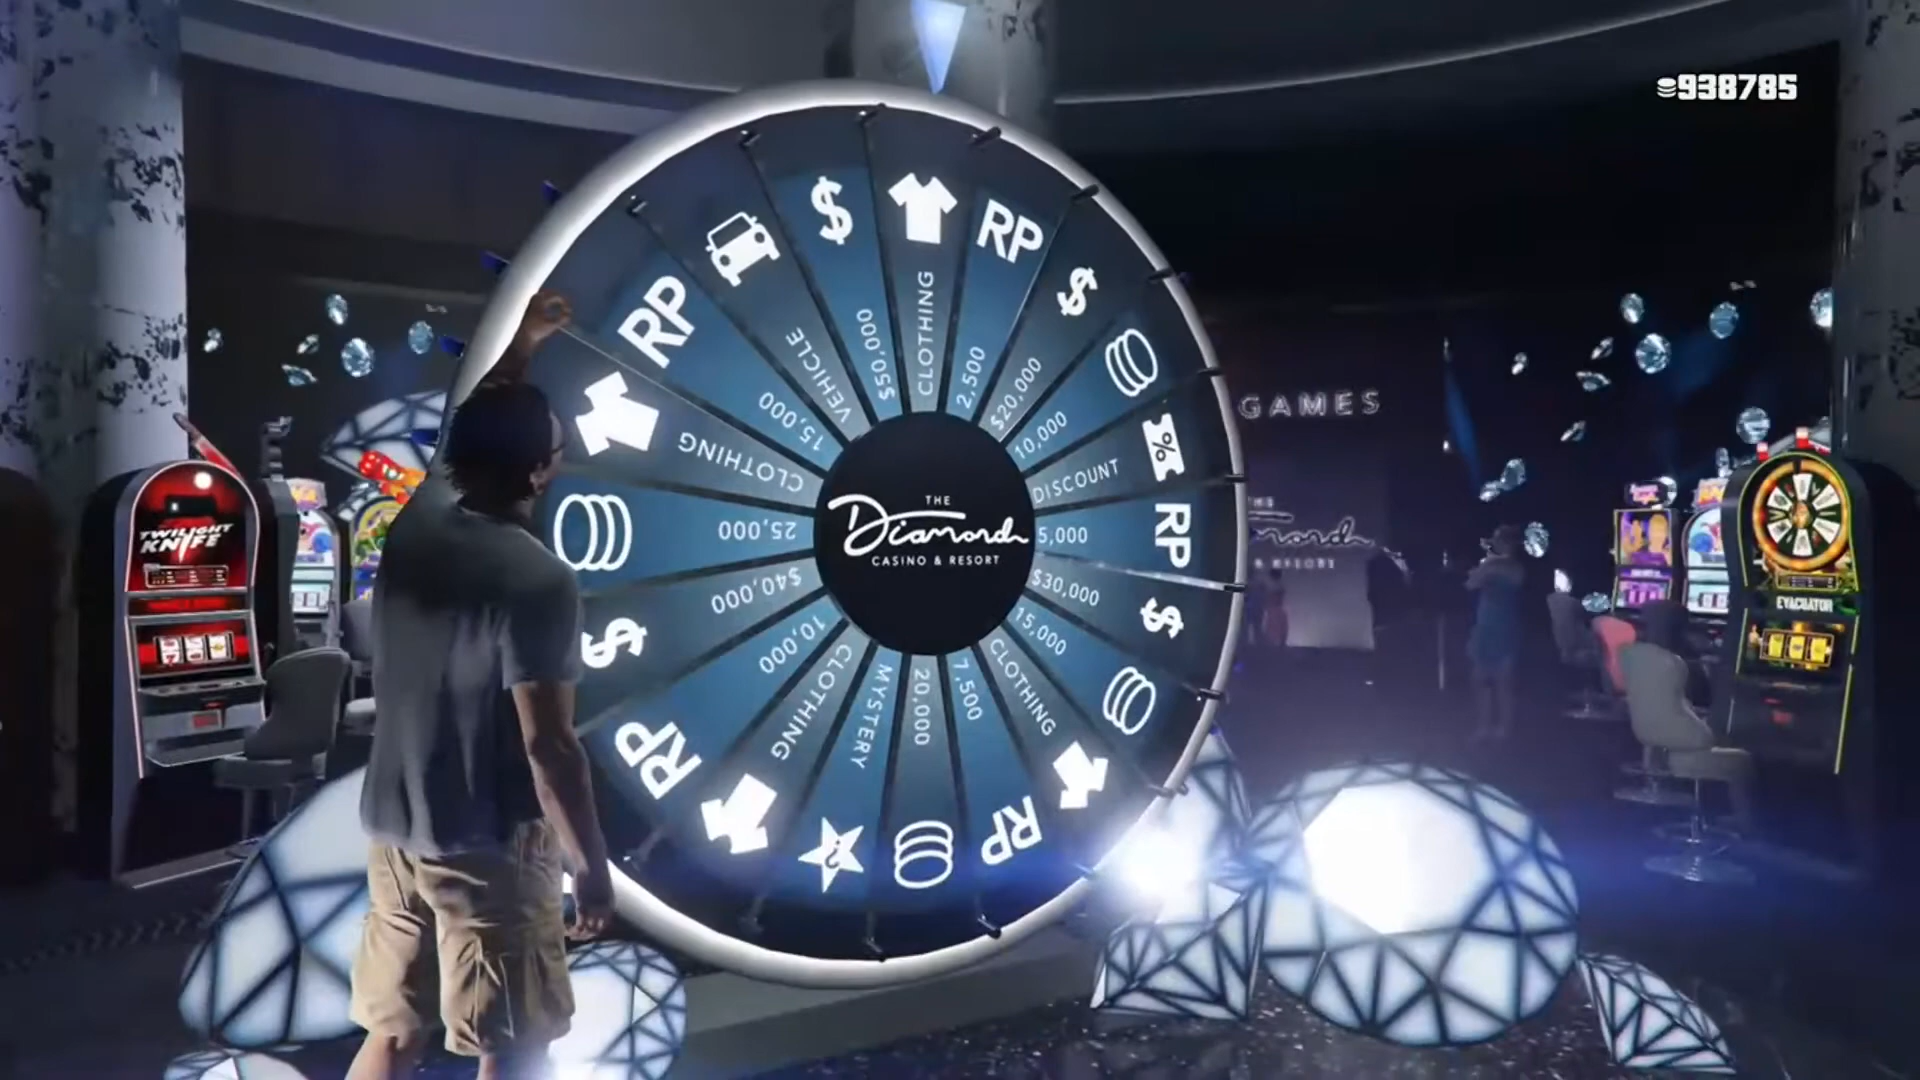 938785
$
RP
$50,000
CLOTHING
2,500
$
$20,000
10,000
%
DISCOUNT
RP
5,000
$
$30,000
15,000
CLOTHING
RP
7,500
20,000
?
MYSTERY
CLOTHING
RP
10,000
$
$40,000
25,000
CLOTHING
RP
15,000
VEHICLE
THE
Diamond
CASINO & RESORT
GAMES
TWILIGHT
KNIFE
EVACUATOR